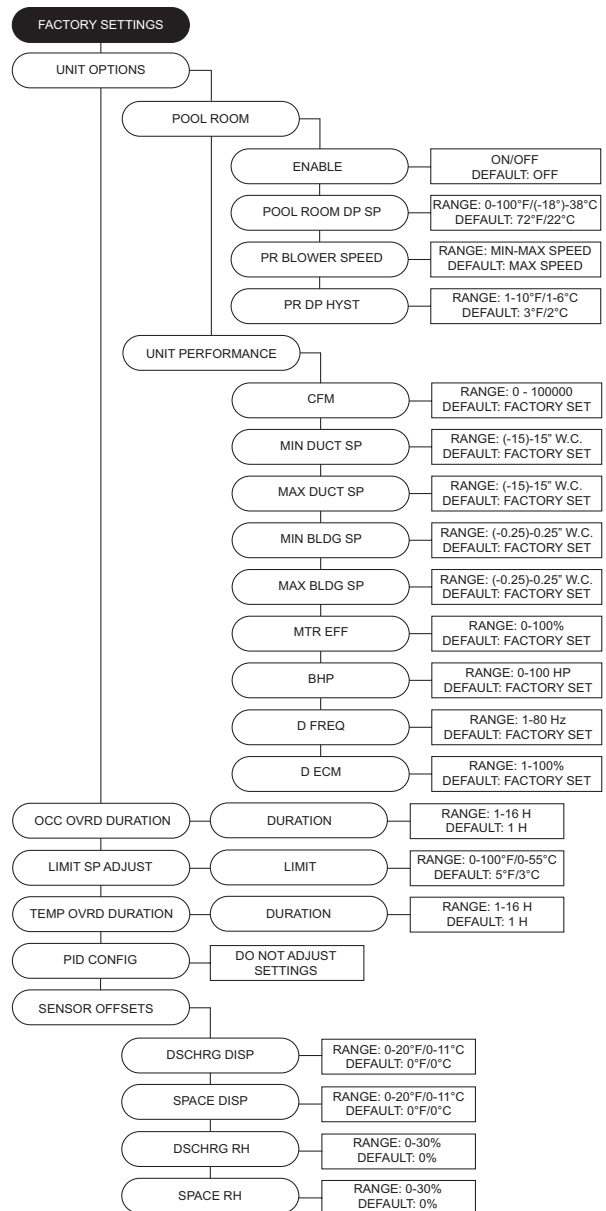 FACTORY SETTINGS
UNIT OPTIONS
POOL ROOM
ENABLE
ON/OFF
DEFAULT: OFF
POOL ROOM DP SP
RANGE: 0-100°F/(-18°)-38°C
DEFAULT: 72°F/22°C
PR BLOWER SPEED
RANGE: MIN-MAX SPEED
DEFAULT: MAX SPEED
PR DP HYST
RANGE: 1-10°F/1-6°C
DEFAULT: 3°F/2°C
UNIT PERFORMANCE
CFM
RANGE: 0 - 100000
DEFAULT: FACTORY SET
MIN DUCT SP
RANGE: (-15)-15” W.C.
DEFAULT: FACTORY SET
MAX DUCT SP
RANGE: (-15)-15” W.C.
DEFAULT: FACTORY SET
MIN BLDG SP
RANGE: (-0.25)-0.25” W.C.
DEFAULT: FACTORY SET
MAX BLDG SP
RANGE: (-0.25)-0.25” W.C.
DEFAULT: FACTORY SET
MTR EFF
RANGE: 0-100%
DEFAULT: FACTORY SET
BHP
RANGE: 0-100 HP
DEFAULT: FACTORY SET
D FREQ
RANGE: 1-80 Hz
DEFAULT: FACTORY SET
D ECM
RANGE: 1-100%
DEFAULT: FACTORY SET
OCC OVRD DURATION
DURATION
RANGE: 1-16 H
DEFAULT: 1 H
LIMIT SP ADJUST
LIMIT
RANGE: 0-100°F/0-55°C
DEFAULT: 5°F/3°C
TEMP OVRD DURATION
DURATION
RANGE: 1-16 H
DEFAULT: 1 H
PID CONFIG
DO NOT ADJUST
SETTINGS
SENSOR OFFSETS
DSCHRG DISP
RANGE: 0-20°F/0-11°C
DEFAULT: 0°F/0°C
SPACE DISP
RANGE: 0-20°F/0-11°C
DEFAULT: 0°F/0°C
DSCHRG RH
RANGE: 0-30%
DEFAULT: 0%
SPACE RH
RANGE: 0-30%
DEFAULT: 0%